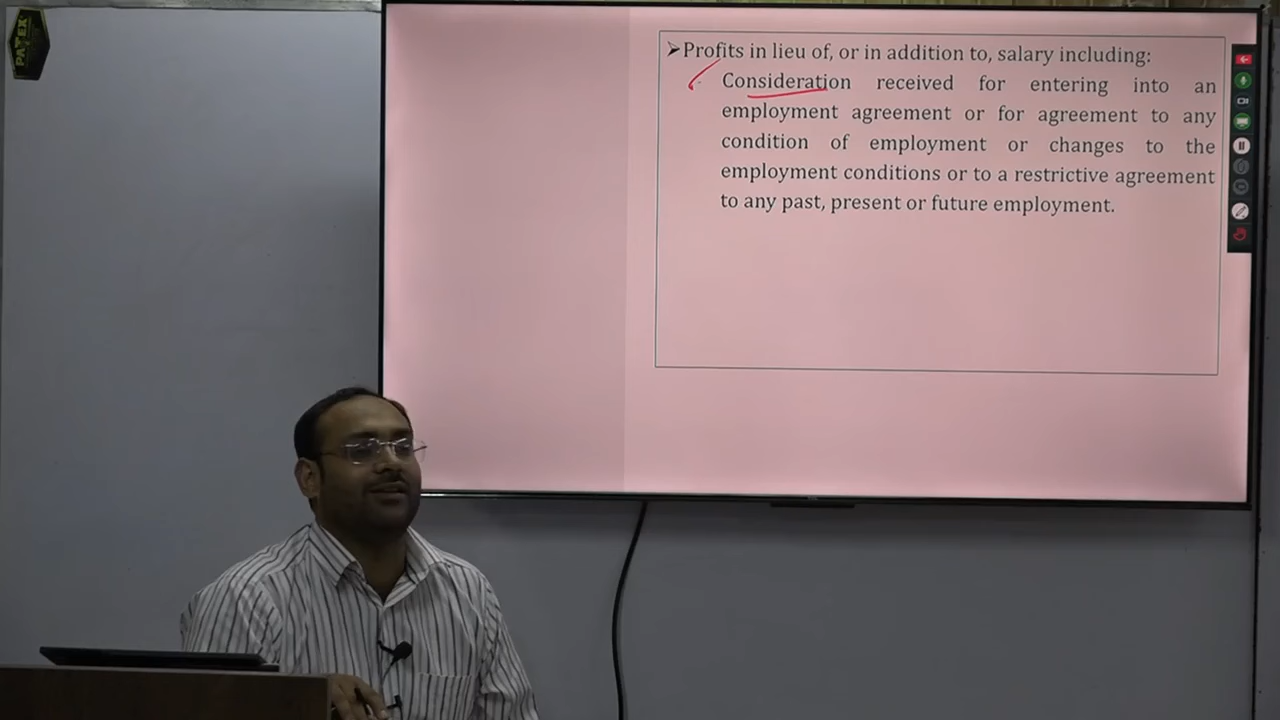 PATEX
➤Profits in lieu of, or in addition to, salary including:
Consideration received for entering into an
employment agreement or for agreement to any
condition of employment or changes to the
employment conditions or to a restrictive agreement
to any past, present or future employment.